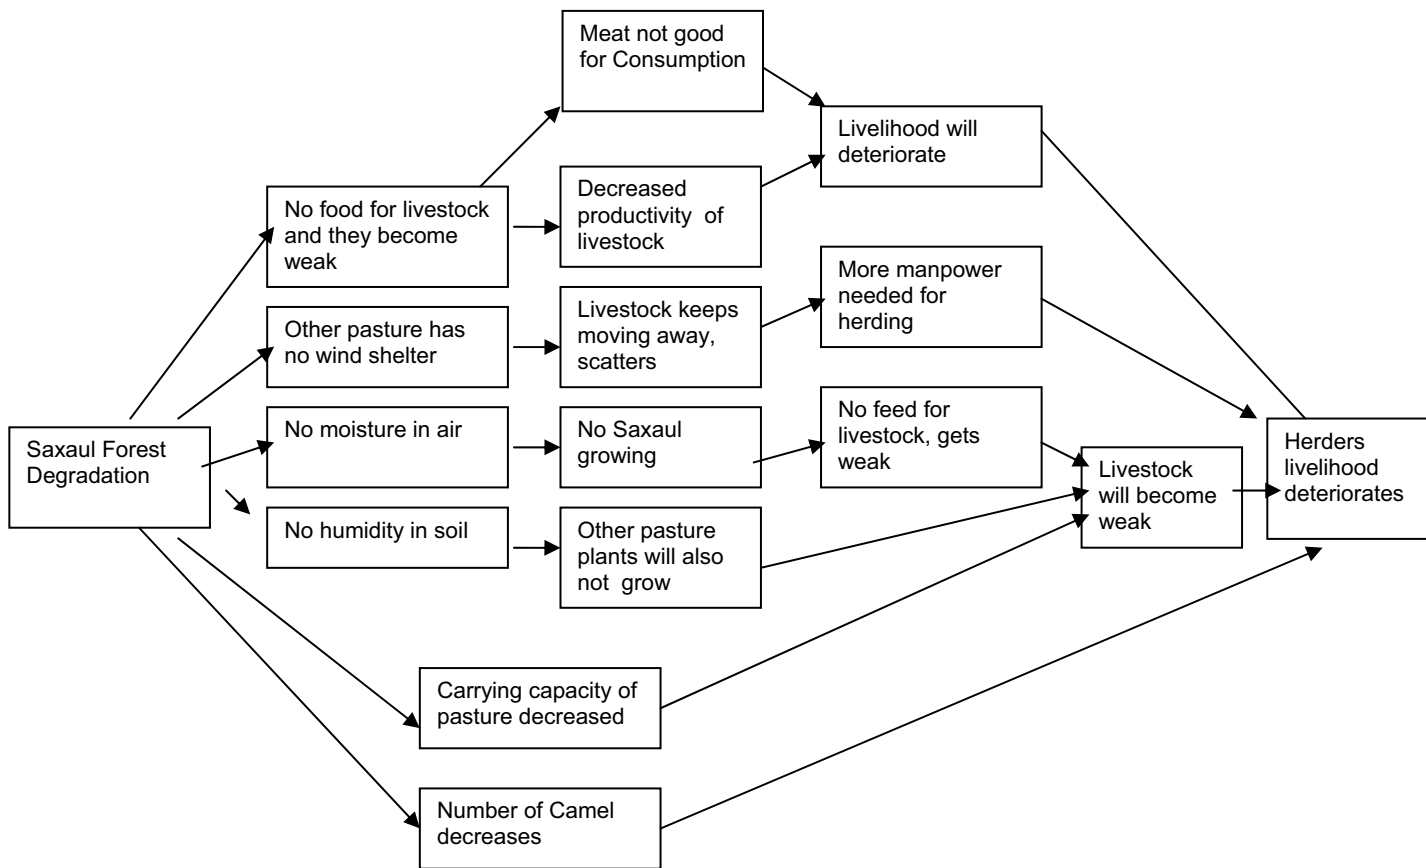 Meat not good
for Consumption
Livelihood will
deteriorate
No food for livestock
and they become
weak
Decreased
productivity of
livestock
More manpower
needed for
herding
Other pasture has
no wind shelter
Livestock keeps
moving away,
scatters
No feed for
livestock, gets
weak
Saxaul Forest
Degradation
No moisture in air
No Saxaul
growing
Livestock
will become
weak
Herders
livelihood
deteriorates
No humidity in soil
Other pasture
plants will also
not grow
Carrying capacity of
pasture decreased
Number of Camel
decreases